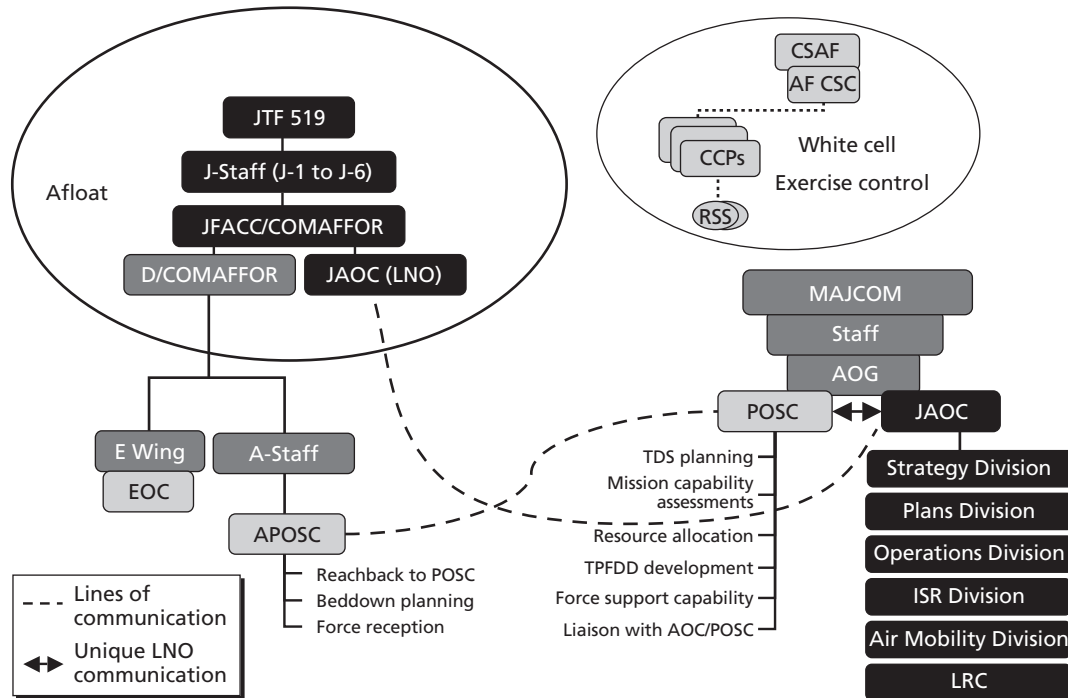 Afloat
JTF 519
J-Staff (J-1 to J-6)
JFACC/COMAFFOR
D/COMAFFOR
JAOC (LNO)
CSAF
AF CSC
CCPs
White cell
Exercise control
RSS
E Wing
EOC
A-Staff
APOSC
Reachback to POSC
Beddown planning
Force reception
MAJCOM
Staff
AOG
POSC
JAOC
TDS planning
Mission capability
assessments
Resource allocation
TPFDD development
Force support capability
Liaison with AOC/POSC
Strategy Division
Plans Division
Operations Division
ISR Division
Air Mobility Division
LRC
Lines of
communication
Unique LNO
communication